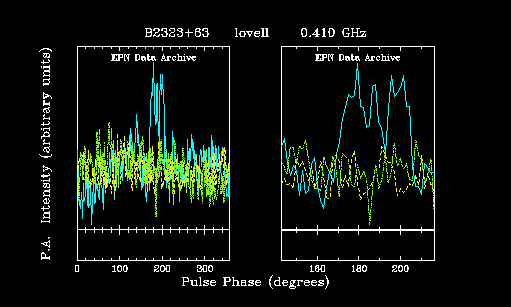 B2323+63 lovell 0.410 GHz
EPN Data Archive EPN Data Archive
P.A. Intensity (arbitrary units)
0 100 200 300 160 180 200
Pulse Phase (degrees)